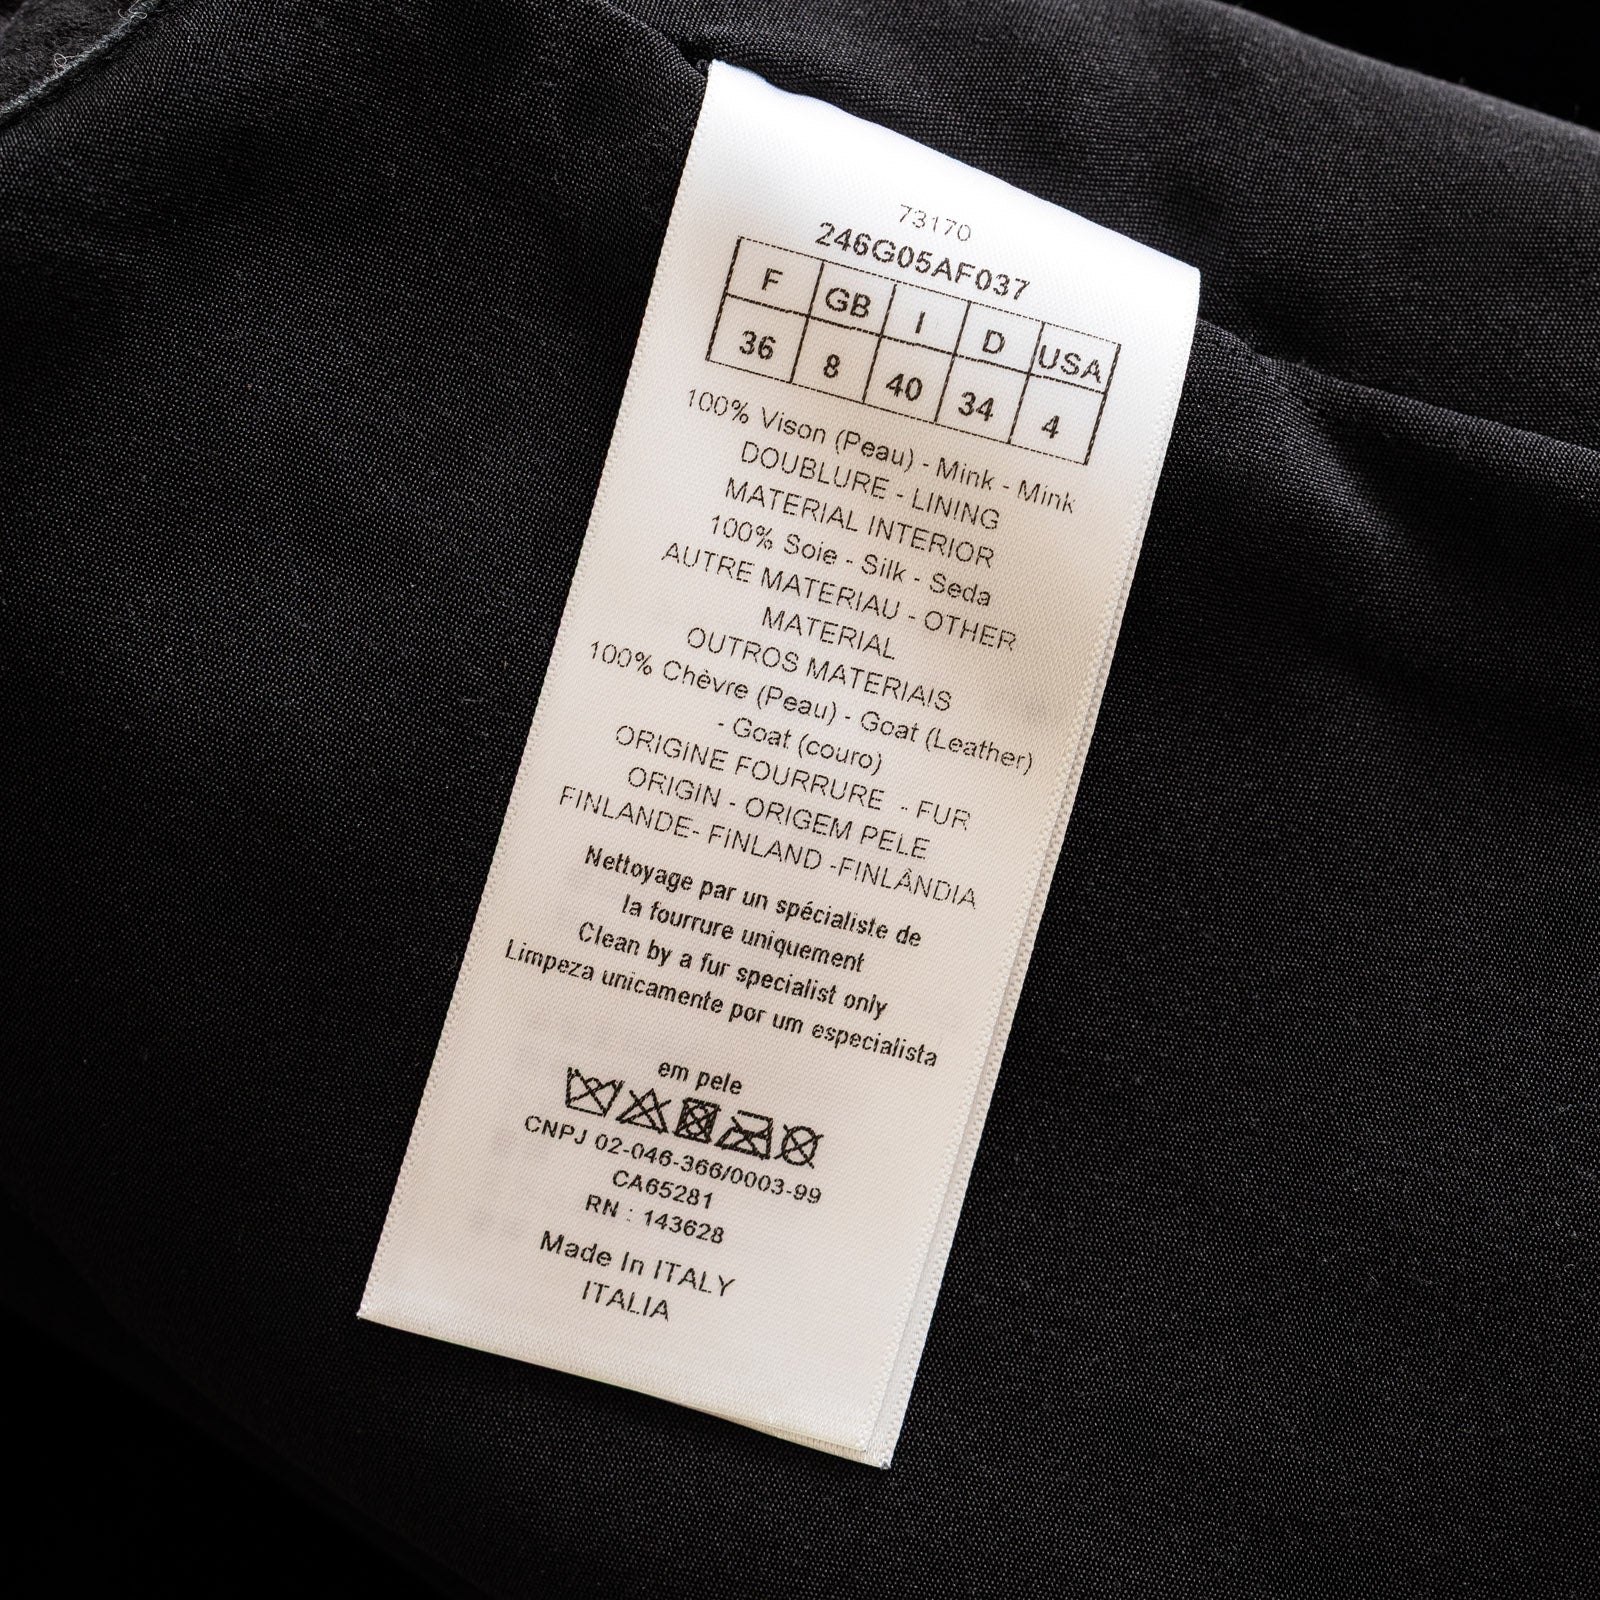 73170
246G05AF037
F GB I D USA
36 8 40 34 4
100% Vison (Peau) - Mink - Mink
DOUBLURE - LINING
MATERIAL INTERIOR
100% Soie - Silk - Seda
AUTRE MATERIAU - OTHER
MATERIAL
OUTROS MATERIAIS
100% Chèvre (Peau) - Goat (Leather)
- Goat (couro)
ORIGINE FOURRURE - FUR
ORIGIN - ORIGEM PELE
FINLANDE- FINLAND -FINLÂNDIA
Nettoyage par un spécialiste de
la fourrure uniquement
Clean by a fur specialist only
Limpeza unicamente por um especialista
em pele
CNPJ 02-046-366/0003-99
CA65281
RN : 143628
Made In ITALY
ITALIA